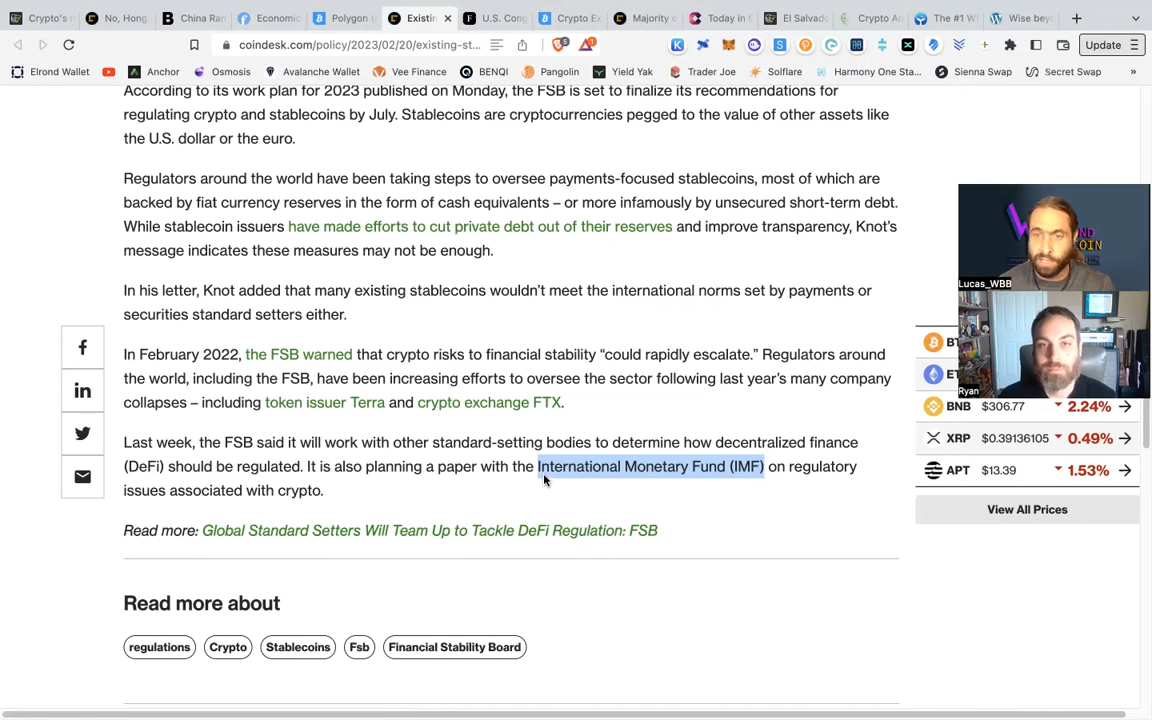 Crypto's r
No, Hong
China Ran
Economic
Polygon (
Existin
U.S. Cong
Crypto Ex
Majority o
Today in C
El Salvado
Crypto An
The #1 W
Wise beyo
coindesk.com/policy/2023/02/20/existing-st...
Update
Elrond Wallet
Anchor
Osmosis
Avalanche Wallet
Vee Finance
BENQI
Pangolin
Yield Yak
Trader Joe
Solflare
Harmony One Sta...
Sienna Swap
Secret Swap
»
According to its work plan for 2023 published on Monday, the FSB is set to finalize its recommendations for
regulating crypto and stablecoins by July. Stablecoins are cryptocurrencies pegged to the value of other assets like
the U.S. dollar or the euro.
Regulators around the world have been taking steps to oversee payments-focused stablecoins, most of which are
backed by fiat currency reserves in the form of cash equivalents – or more infamously by unsecured short-term debt.
While stablecoin issuers have made efforts to cut private debt out of their reserves and improve transparency, Knot's
message indicates these measures may not be enough.
In his letter, Knot added that many existing stablecoins wouldn't meet the international norms set by payments or
securities standard setters either.
In February 2022, the FSB warned that crypto risks to financial stability “could rapidly escalate.” Regulators around
the world, including the FSB, have been increasing efforts to oversee the sector following last year's many company
collapses – including token issuer Terra and crypto exchange FTX.
Last week, the FSB said it will work with other standard-setting bodies to determine how decentralized finance
(DeFi) should be regulated. It is also planning a paper with the International Monetary Fund (IMF) on regulatory
issues associated with crypto.
Read more: Global Standard Setters Will Team Up to Tackle DeFi Regulation: FSB
Read more about
regulations
Crypto
Stablecoins
Fsb
Financial Stability Board
Lucas_WBB
Ryan
BNB $306.77 2.24%
XRP $0.39136105 0.49%
APT $13.39 1.53%
View All Prices